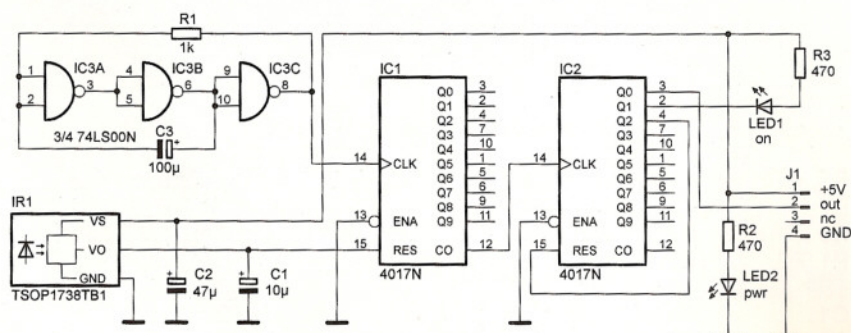 R1
1k
IC3A
IC3B
IC3C
1
2
3
4
5
6
9
10
8
3/4 74LS00N
C3
+
100µ
IC1
14
CLK
13
ENA
15
RES
CO
12
Q0 3
Q1 2
Q2 4
Q3 7
Q4 10
Q5 1
Q6 5
Q7 6
Q8 9
Q9 11
4017N
IC2
14
CLK
13
ENA
15
RES
CO
12
Q0 3
Q1 2
Q2 4
Q3 7
Q4 10
Q5 1
Q6 5
Q7 6
Q8 9
Q9 11
4017N
R3
470
LED1
on
J1
1 +5V
2 out
3 nc
4 GND
R2
470
LED2
pwr
IR1
VS
VO
GND
TSOP1738TB1
+
C2
47µ
+
C1
10µ